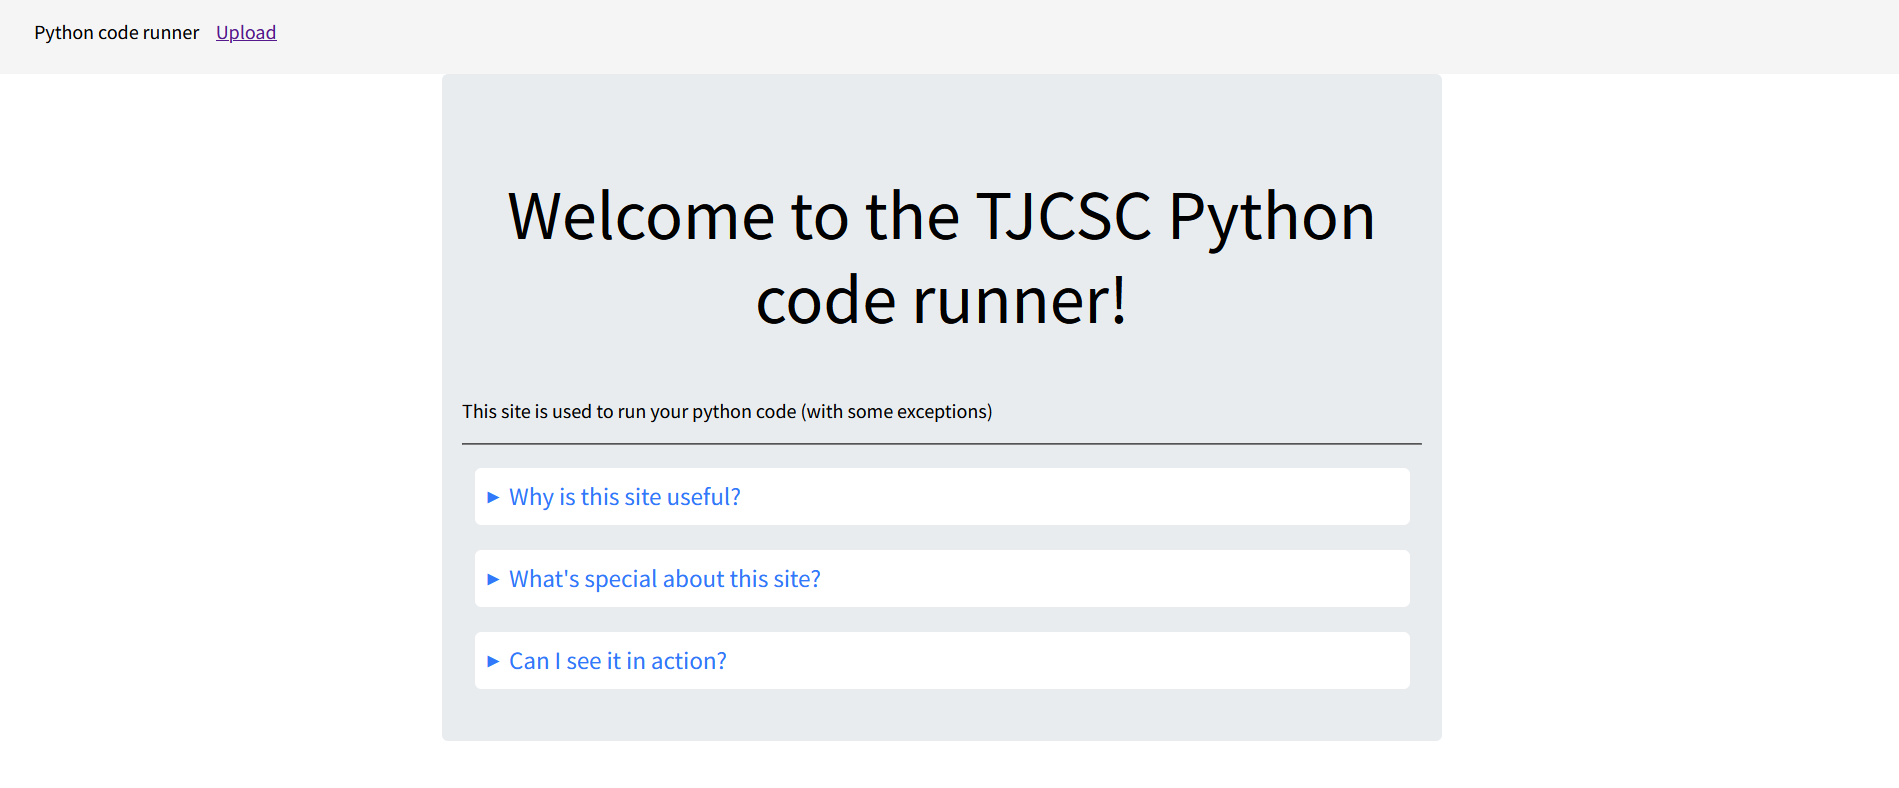 Python code runner Upload
Welcome to the TJCSC Python
code runner!
This site is used to run your python code (with some exceptions)
Why is this site useful?
What's special about this site?
Can I see it in action?